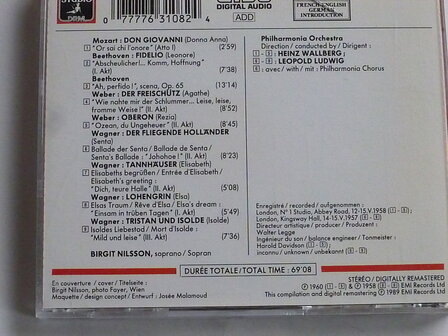 STUDIO
DRM
0 77776 31082 4
DIGITAL AUDIO
ADD
FRENCH-ENGLISH
GERMAN
INTRODUCTION
Mozart : DON GIOVANNI (Donna Anna)
1 "Or sai chi l'onore" (Atto I) (2'59)
Beethoven: FIDELIO (Leonore)
2 "Abscheulicher!... Komm, Hoffnung"
(I. Akt) (7'38)
Beethoven
3 "Ah, perfido!", scena, Op. 65 (13'14)
Weber: DER FREISCHÜTZ (Agathe)
4 "Wie nahte mir der Schlummer... Leise, leise,
fromme Weise! (II. Akt) (8'52)
Weber: OBERON (Rezia)
5 "Ozean, du Ungeheuer" (II. Akt) (8'45)
Wagner: DER FLIEGENDE HOLLÄNDER
(Senta)
6 Ballade der Senta / Ballade de Senta/
Senta's Ballade : "Johohoe!" (II. Akt)
(8'23)
Wagner: TANNHÄUSER (Elisabeth)
7 Elisabeths begrüßen / Entrée d'Elisabeth /
Elisabeth's greeting :
"Dich, teure Halle" (II. Akt) (5'08)
Wagner: LOHENGRIN (Elsa)
8 Elsas Traum / Rêve d'Elsa / Elsa's dream :
"Einsam in trüben Tagen" (I. Akt) (5'49)
Wagner: TRISTAN UND ISOLDE
9 Isoldes Liebestod / Mort d'Isolde :
"Mild und leise" (III. Akt) (7'36)
BIRGIT NILSSON, soprano / Sopran
Philharmonia Orchestra
Direction / conducted by / Dirigent :
HEINZ WALLBERG
LEOPOLD LUDWIG
6 : avec / with / mit : Philharmonia Chorus
Enregistré / recorded / aufgenommen :
London, N° 1 Studio, Abbey Road, 12-15.V.1958
London, Kingsway Hall, 14-15.V.1957
Directeur artistique / Producer / Produzent :
Walter Legge
Ingénieur du son / balance engineer / Tonmeister :
Harold Davidson
inconnu / unknown / unbekannt
DURÉE TOTALE / TOTAL TIME : 69'08
En couverture / cover / Titelseite :
Birgit Nilsson, photo Fayer, Wien
Maquette / design concept / Entwurf : Josée Malamoud
STÉRÉO / DIGITALLY REMASTERED
℗ 1960 & ℗ 1958 EMI Records Ltd
This compilation and digital remastering ℗ 1989 EMI Records Ltd